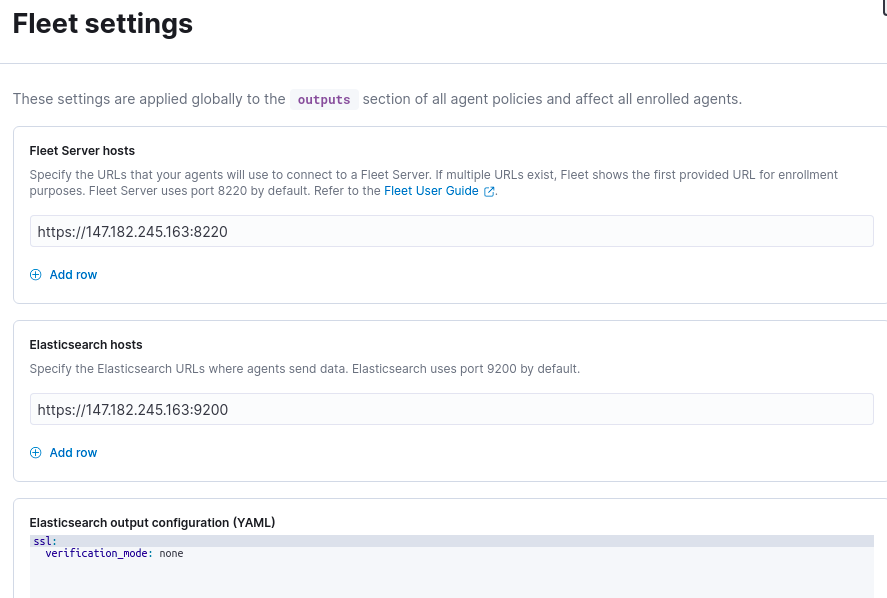 Fleet settings
These settings are applied globally to the outputs section of all agent policies and affect all enrolled agents.
Fleet Server hosts
Specify the URLs that your agents will use to connect to a Fleet Server. If multiple URLs exist, Fleet shows the first provided URL for enrollment
purposes. Fleet Server uses port 8220 by default. Refer to the Fleet User Guide.
https://147.182.245.163:8220
Add row
Elasticsearch hosts
Specify the Elasticsearch URLs where agents send data. Elasticsearch uses port 9200 by default.
https://147.182.245.163:9200
Add row
Elasticsearch output configuration (YAML)
ssl:
  verification_mode: none